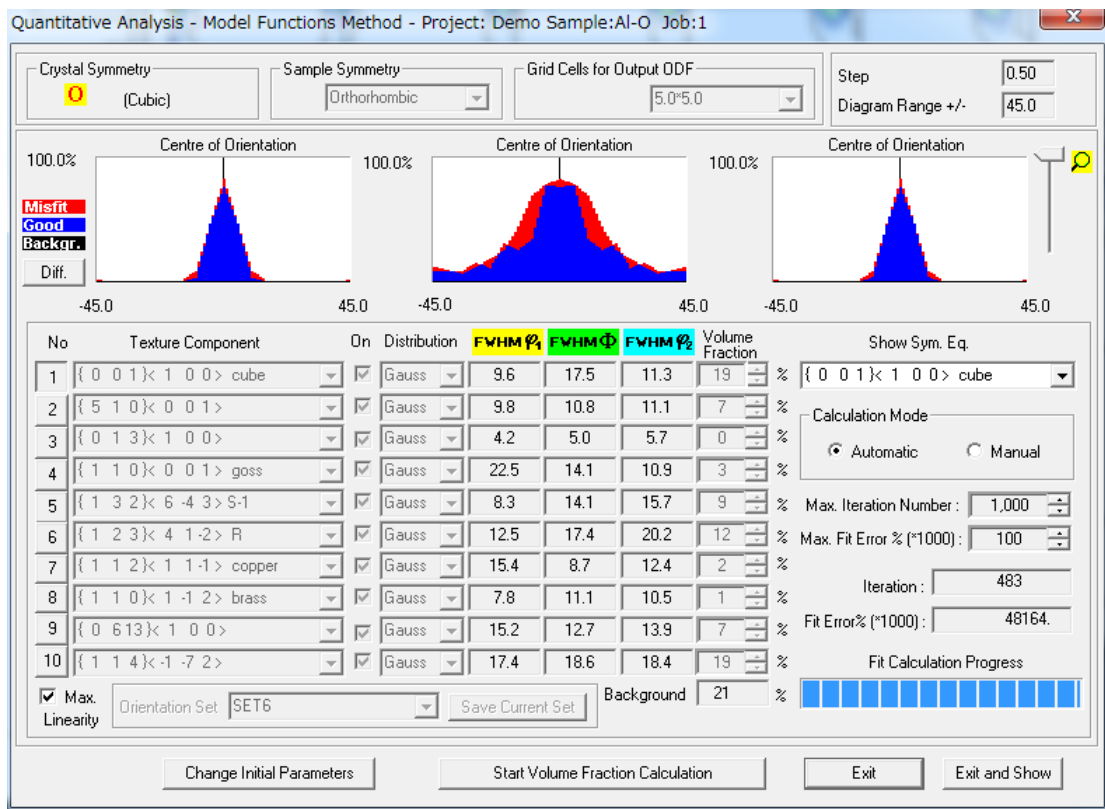 Quantitative Analysis - Model Functions Method - Project: Demo Sample:Al-O Job:1
X
Crystal Symmetry
O (Cubic)
Sample Symmetry
Orthorhombic
Grid Cells for Output ODF
5.0*5.0
Step 0.50
Diagram Range +/- 45.0
Centre of Orientation Centre of Orientation Centre of Orientation
100.0% 100.0% 100.0%
Misfit
Good
Backgr.
Diff.
-45.0 45.0 -45.0 45.0 -45.0 45.0
No Texture Component On Distribution FWHM φ1 FWHM Φ FWHM φ2 Volume Fraction
1 { 0 0 1}< 1 0 0> cube Gauss 9.6 17.5 11.3 19 %
2 { 5 1 0}< 0 0 1> Gauss 9.8 10.8 11.1 7 %
3 { 0 1 3}< 1 0 0> Gauss 4.2 5.0 5.7 0 %
4 { 1 1 0}< 0 0 1> goss Gauss 22.5 14.1 10.9 3 %
5 { 1 3 2}< 6 -4 3> S-1 Gauss 8.3 14.1 15.7 9 %
6 { 1 2 3}< 4 1 -2> R Gauss 12.5 17.4 20.2 12 %
7 { 1 1 2}< 1 1 -1> copper Gauss 15.4 8.7 12.4 2 %
8 { 1 1 0}< 1 -1 2> brass Gauss 7.8 11.1 10.5 1 %
9 { 0 6 13}< 1 0 0> Gauss 15.2 12.7 13.9 7 %
10 { 1 1 4}< -1 -7 2> Gauss 17.4 18.6 18.4 19 %
Max. Linearity
Orientation Set SET6
Save Current Set
Background 21 %
Show Sym. Eq.
{ 0 0 1}< 1 0 0> cube
Calculation Mode
Automatic Manual
Max. Iteration Number : 1,000
Max. Fit Error % (*1000) : 100
Iteration : 483
Fit Error% (*1000) : 48164.
Fit Calculation Progress
Change Initial Parameters
Start Volume Fraction Calculation
Exit
Exit and Show